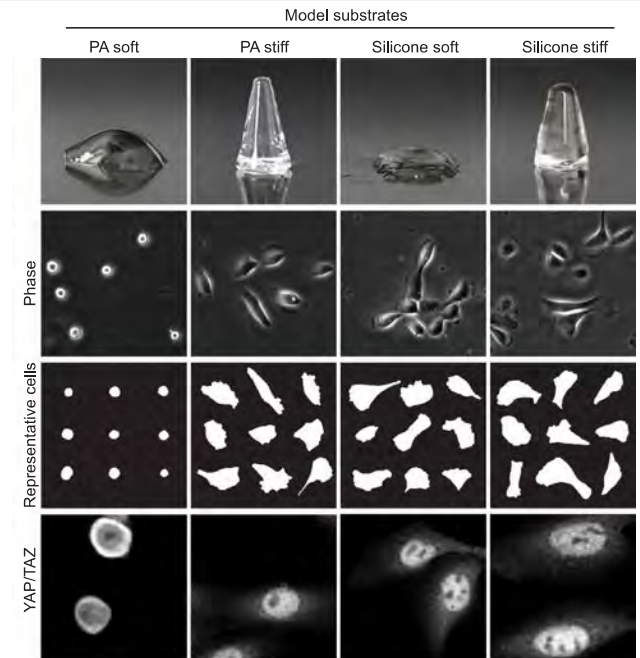 Model substrates
PA soft
PA stiff
Silicone soft
Silicone stiff
Phase
Representative cells
YAP/TAZ